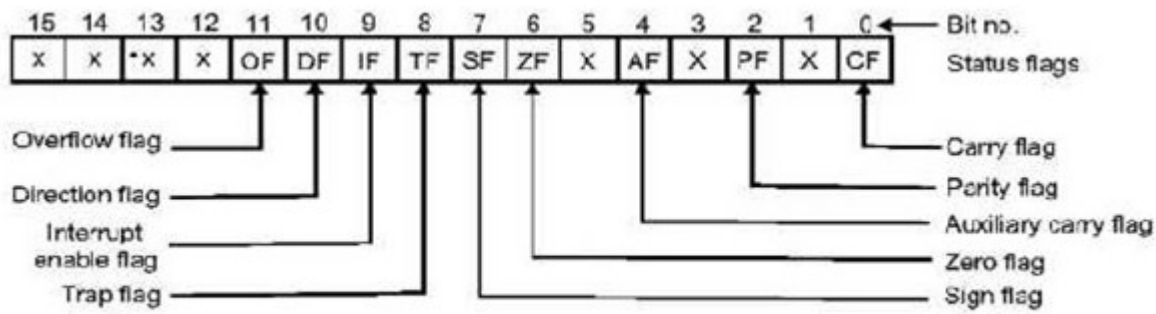 15 14 13 12 11 10 9 8 7 6 5 4 3 2 1 0 Bit no.
X X *X X OF DF IF TF SF ZF X AF X PF X CF Status flags
Overflow flag
Carry flag
Direction flag
Parity flag
Interrupt
enable flag
Auxiliary carry flag
Zero flag
Trap flag
Sign flag